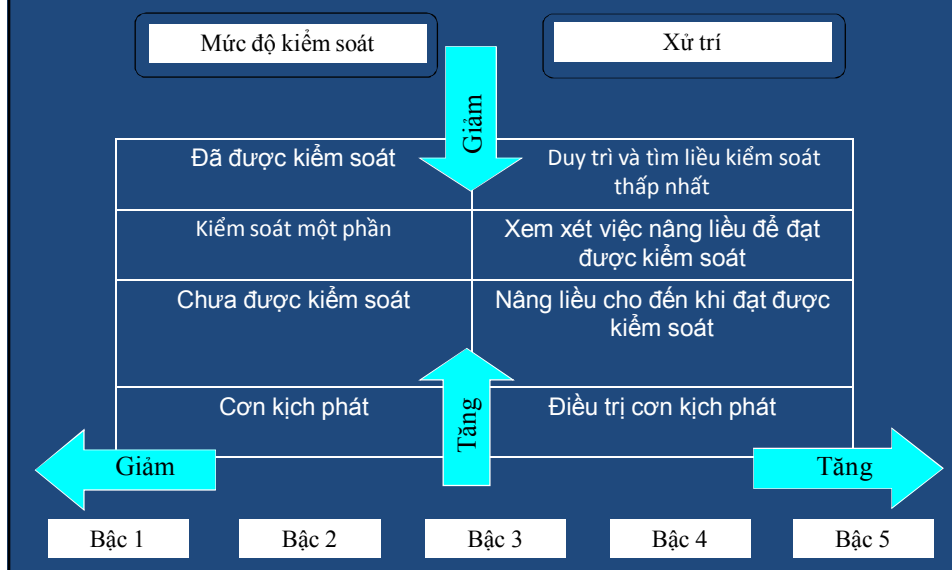 Mức độ kiểm soát
Xử trí
Giảm
Đã được kiểm soát
Duy trì và tìm liều kiểm soát
thấp nhất
Kiểm soát một phần
Xem xét việc nâng liều để đạt
được kiểm soát
Chưa được kiểm soát
Nâng liều cho đến khi đạt được
kiểm soát
Cơn kịch phát
Điều trị cơn kịch phát
Tăng
Giảm
Tăng
Bậc 1
Bậc 2
Bậc 3
Bậc 4
Bậc 5